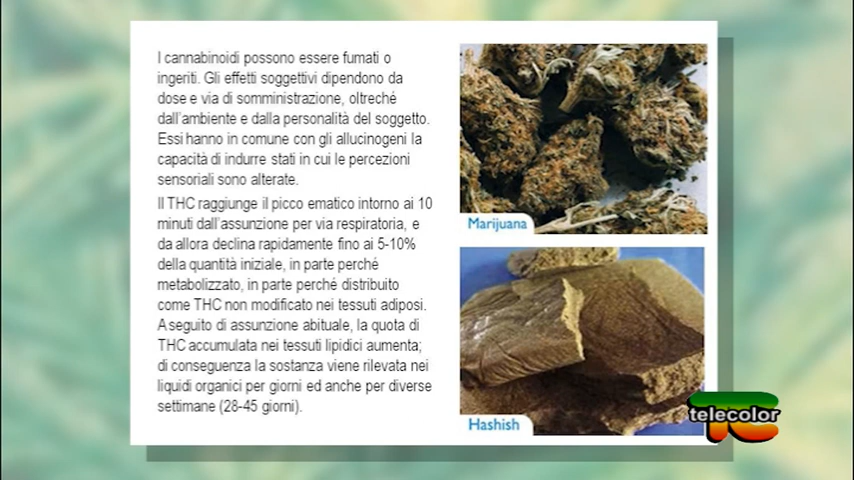 I cannabinoidi possono essere fumati o
ingeriti. Gli effetti soggettivi dipendono da
dose e via di somministrazione, oltreché
dall'ambiente e dalla personalità del soggetto.
Essi hanno in comune con gli allucinogeni la
capacità di indurre stati in cui le percezioni
sensoriali sono alterate.
Il THC raggiunge il picco ematico intorno ai 10
minuti dall'assunzione per via respiratoria, e
da allora declina rapidamente fino ai 5-10%
della quantità iniziale, in parte perché
metabolizzato, in parte perché distribuito
come THC non modificato nei tessuti adiposi.
A seguito di assunzione abituale, la quota di
THC accumulata nei tessuti lipidici aumenta;
di conseguenza la sostanza viene rilevata nei
liquidi organici per giorni ed anche per diverse
settimane (28-45 giorni).
Marijuana
Hashish
telecolor